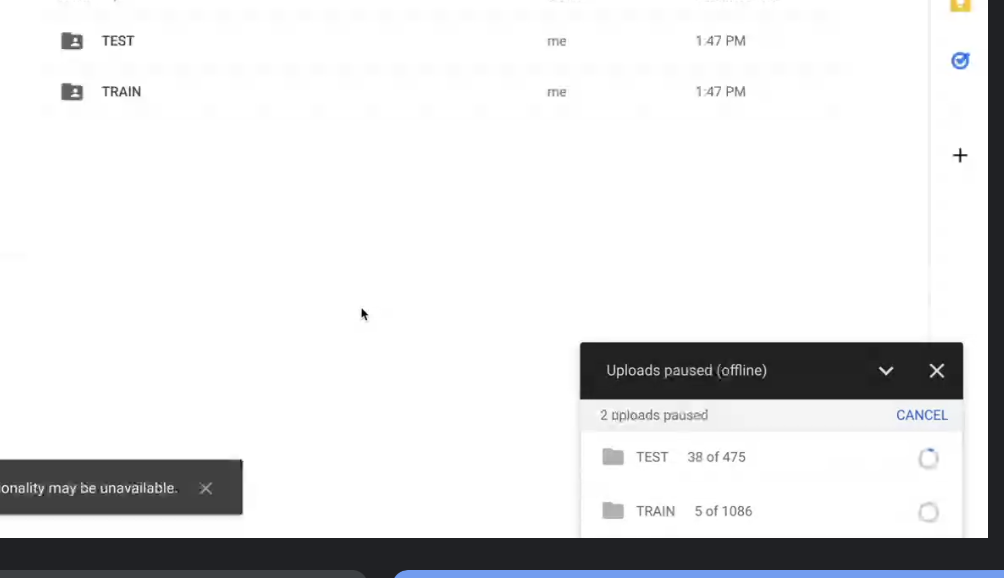 TEST me 1:47 PM
TRAIN me 1:47 PM
Uploads paused (offline)
2 uploads paused CANCEL
TEST 38 of 475
onality may be unavailable.
TRAIN 5 of 1086